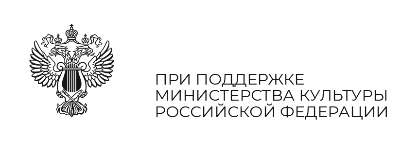 ПРИ ПОДДЕРЖКЕ
МИНИСТЕРСТВА КУЛЬТУРЫ
РОССИЙСКОЙ ФЕДЕРАЦИИ